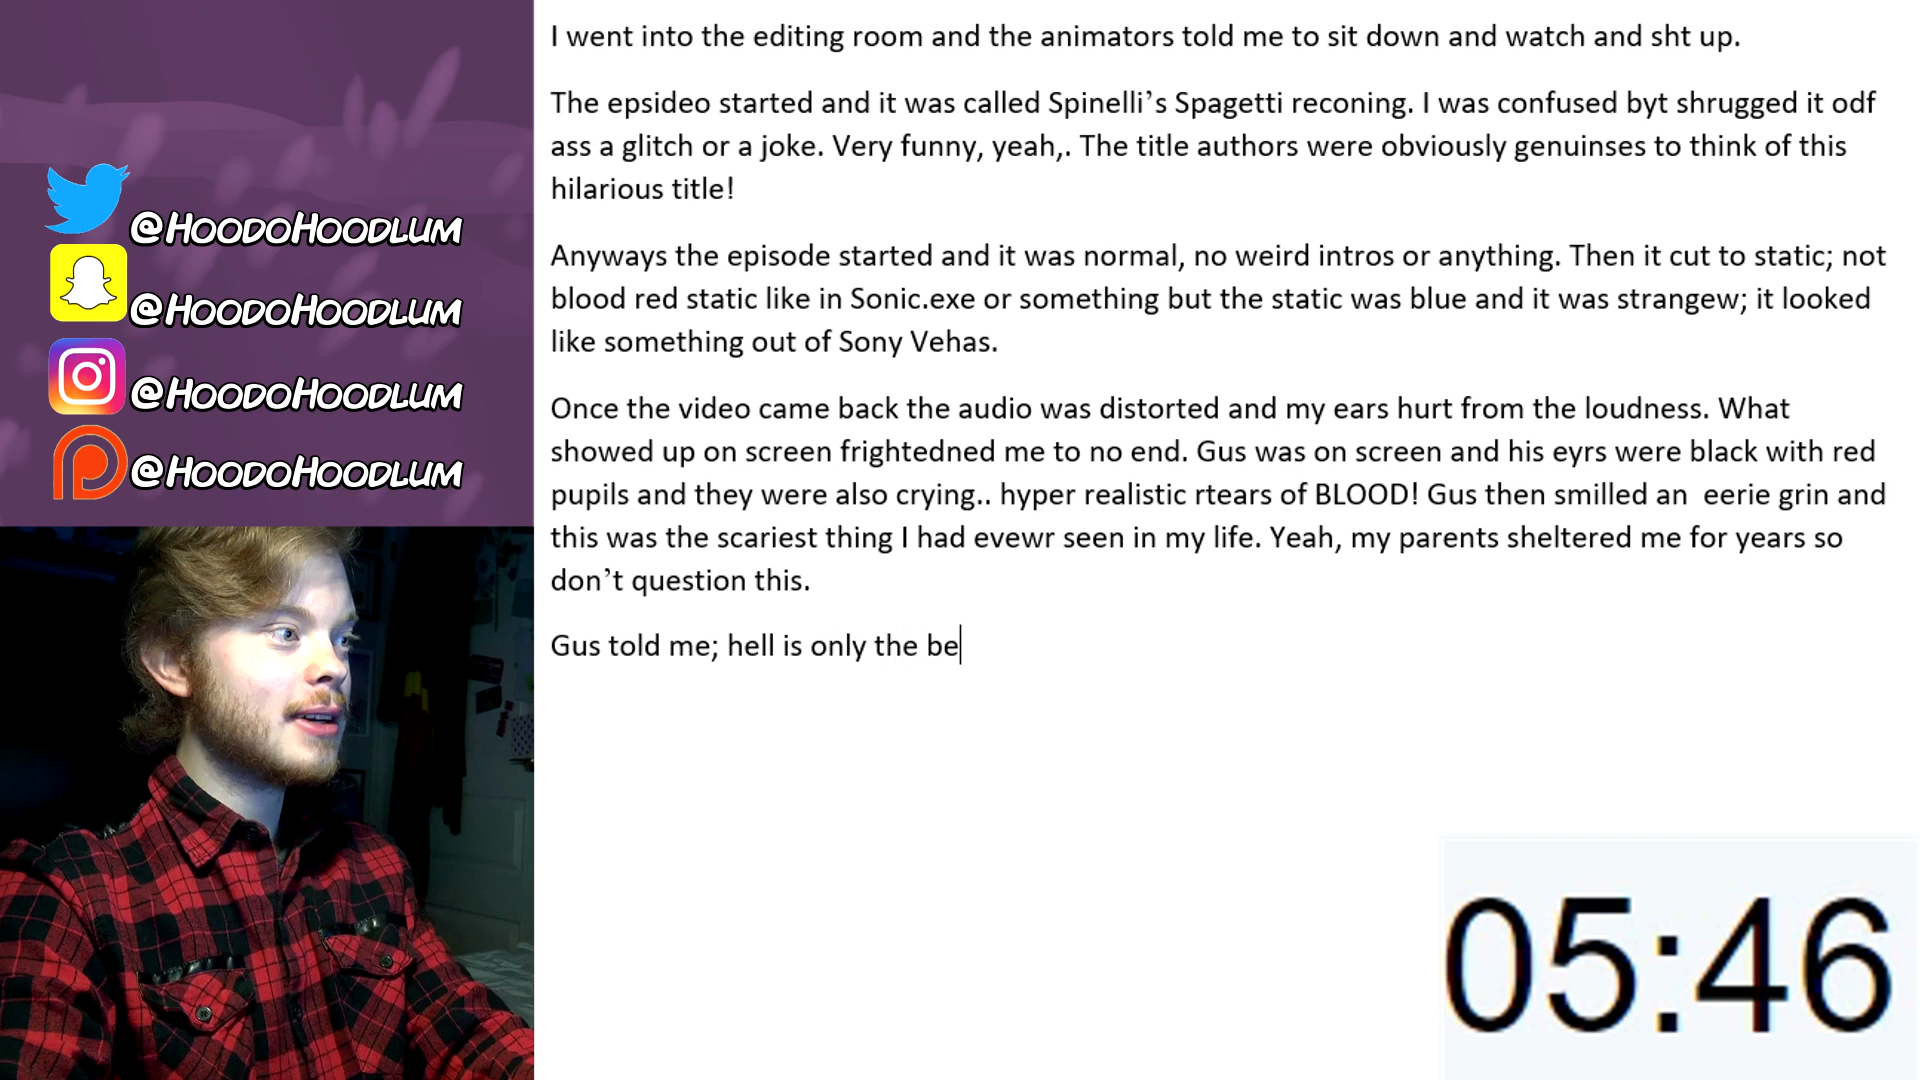 @HoodoHoodlum
@HoodoHoodlum
@HoodoHoodlum
@HoodoHoodlum
I went into the editing room and the animators told me to sit down and watch and sht up.
The epsideo started and it was called Spinelli’s Spagetti reconing. I was confused byt shrugged it odf
ass a glitch or a joke. Very funny, yeah,. The title authors were obviously genuinses to think of this
hilarious title!
Anyways the episode started and it was normal, no weird intros or anything. Then it cut to static; not
blood red static like in Sonic.exe or something but the static was blue and it was strangew; it looked
like something out of Sony Vehas.
Once the video came back the audio was distorted and my ears hurt from the loudness. What
showed up on screen frightedned me to no end. Gus was on screen and his eyrs were black with red
pupils and they were also crying.. hyper realistic rtears of BLOOD! Gus then smilled an  eerie grin and
this was the scariest thing I had evewr seen in my life. Yeah, my parents sheltered me for years so
don’t question this.
Gus told me; hell is only the be
05:46